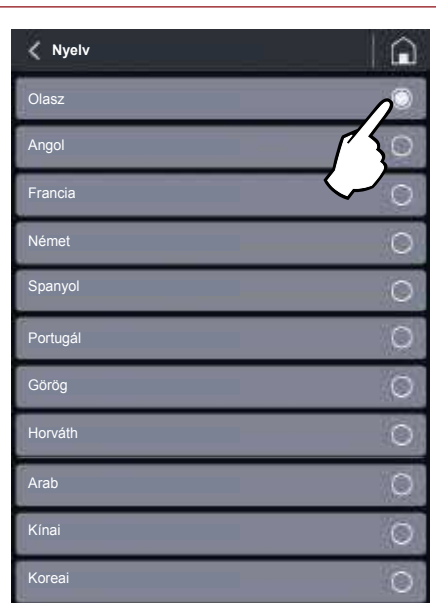 Nyelv
Olasz
Angol
Francia
Német
Spanyol
Portugál
Görög
Horváth
Arab
Kínai
Koreai